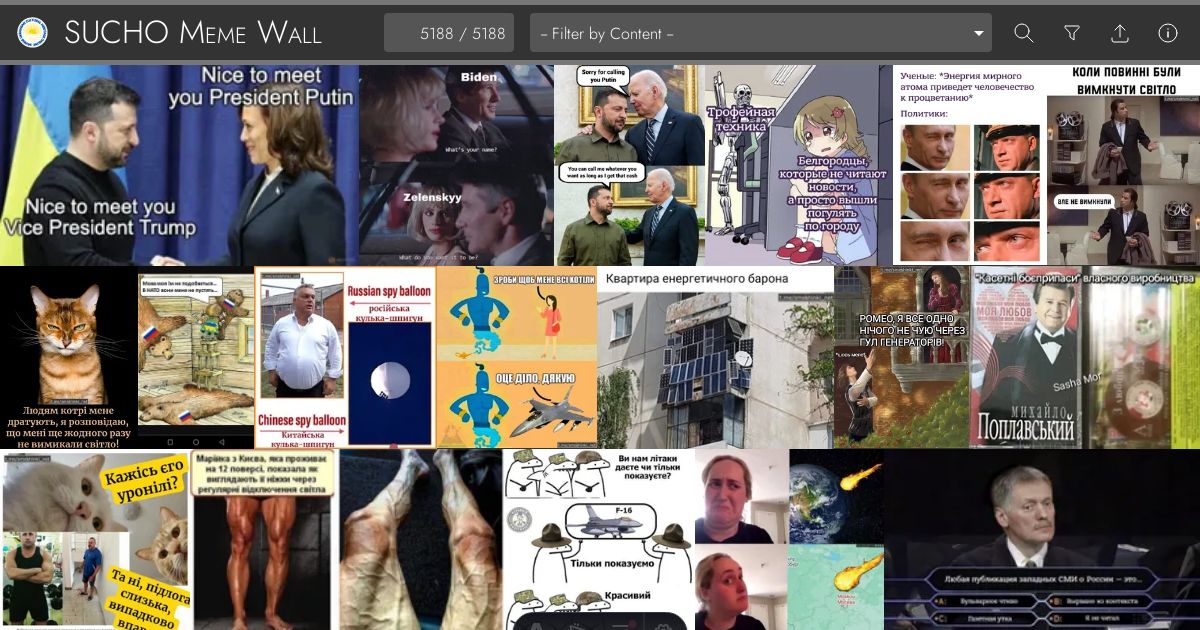 SUCHO Meme Wall
5188 / 5188
– Filter by Content –
Nice to meet
you President Putin
Nice to meet you
Vice President Trump
Biden
What's your name?
Zelenskyy
What do you want it to be?
Sorry for calling
you Putin
You can call me whatever you
want as long as I get that cash
Трофейная
техника
Белгородцы,
которые не читают
новости,
а просто вышли
погулять
по городу
Ученые: *Энергия мирного
атома приведет человечество
к процветанию*
Политики:
КОЛИ ПОВИННІ БУЛИ
ВИМКНУТИ СВІТЛО
АЛЕ НЕ ВИМКНУЛИ
Людям котрі мене
дратують, я розповідаю,
що мені ще жодного разу
не вимикали світло!
Мова моя їм не подобається...
В НАТО вони мене не пустять...
Russian spy balloon
російська
кулька-шпигун
Chinese spy balloon
Китайська
кулька-шпигун
ЗРОБИ ЩОБ МЕНЕ ВСІ ХОТІЛИ
ОЦЕ ДІЛО, ДЯКУЮ
Квартира енергетичного барона
РОМЕО, Я ВСЕ ОДНО
НІЧОГО НЕ ЧУЮ ЧЕРЕЗ
ГУЛ ГЕНЕРАТОРІВ!
"Касетні боєприпаси" власного виробництва
МОЯ ЛЮБОВ
Sasha Mor
МИХАЙЛО
Поплавський
Кажісь єго
уронілі?
Та ні, підлога
слизька,
випадково
впав
Марійка з Києва, яка проживає
на 12 поверсі, показала як
виглядають її ніжки через
регулярні відключення світла
Ви нам літаки
даєте чи тільки
показуєте?
F-16
Тільки показуємо
Красивий
Moscow
Москва
Любая публикация западных СМИ о России – это...
A: Вульгарное чтиво
B: Вырвано из контекста
C: Газетная утка
D: Я не читал